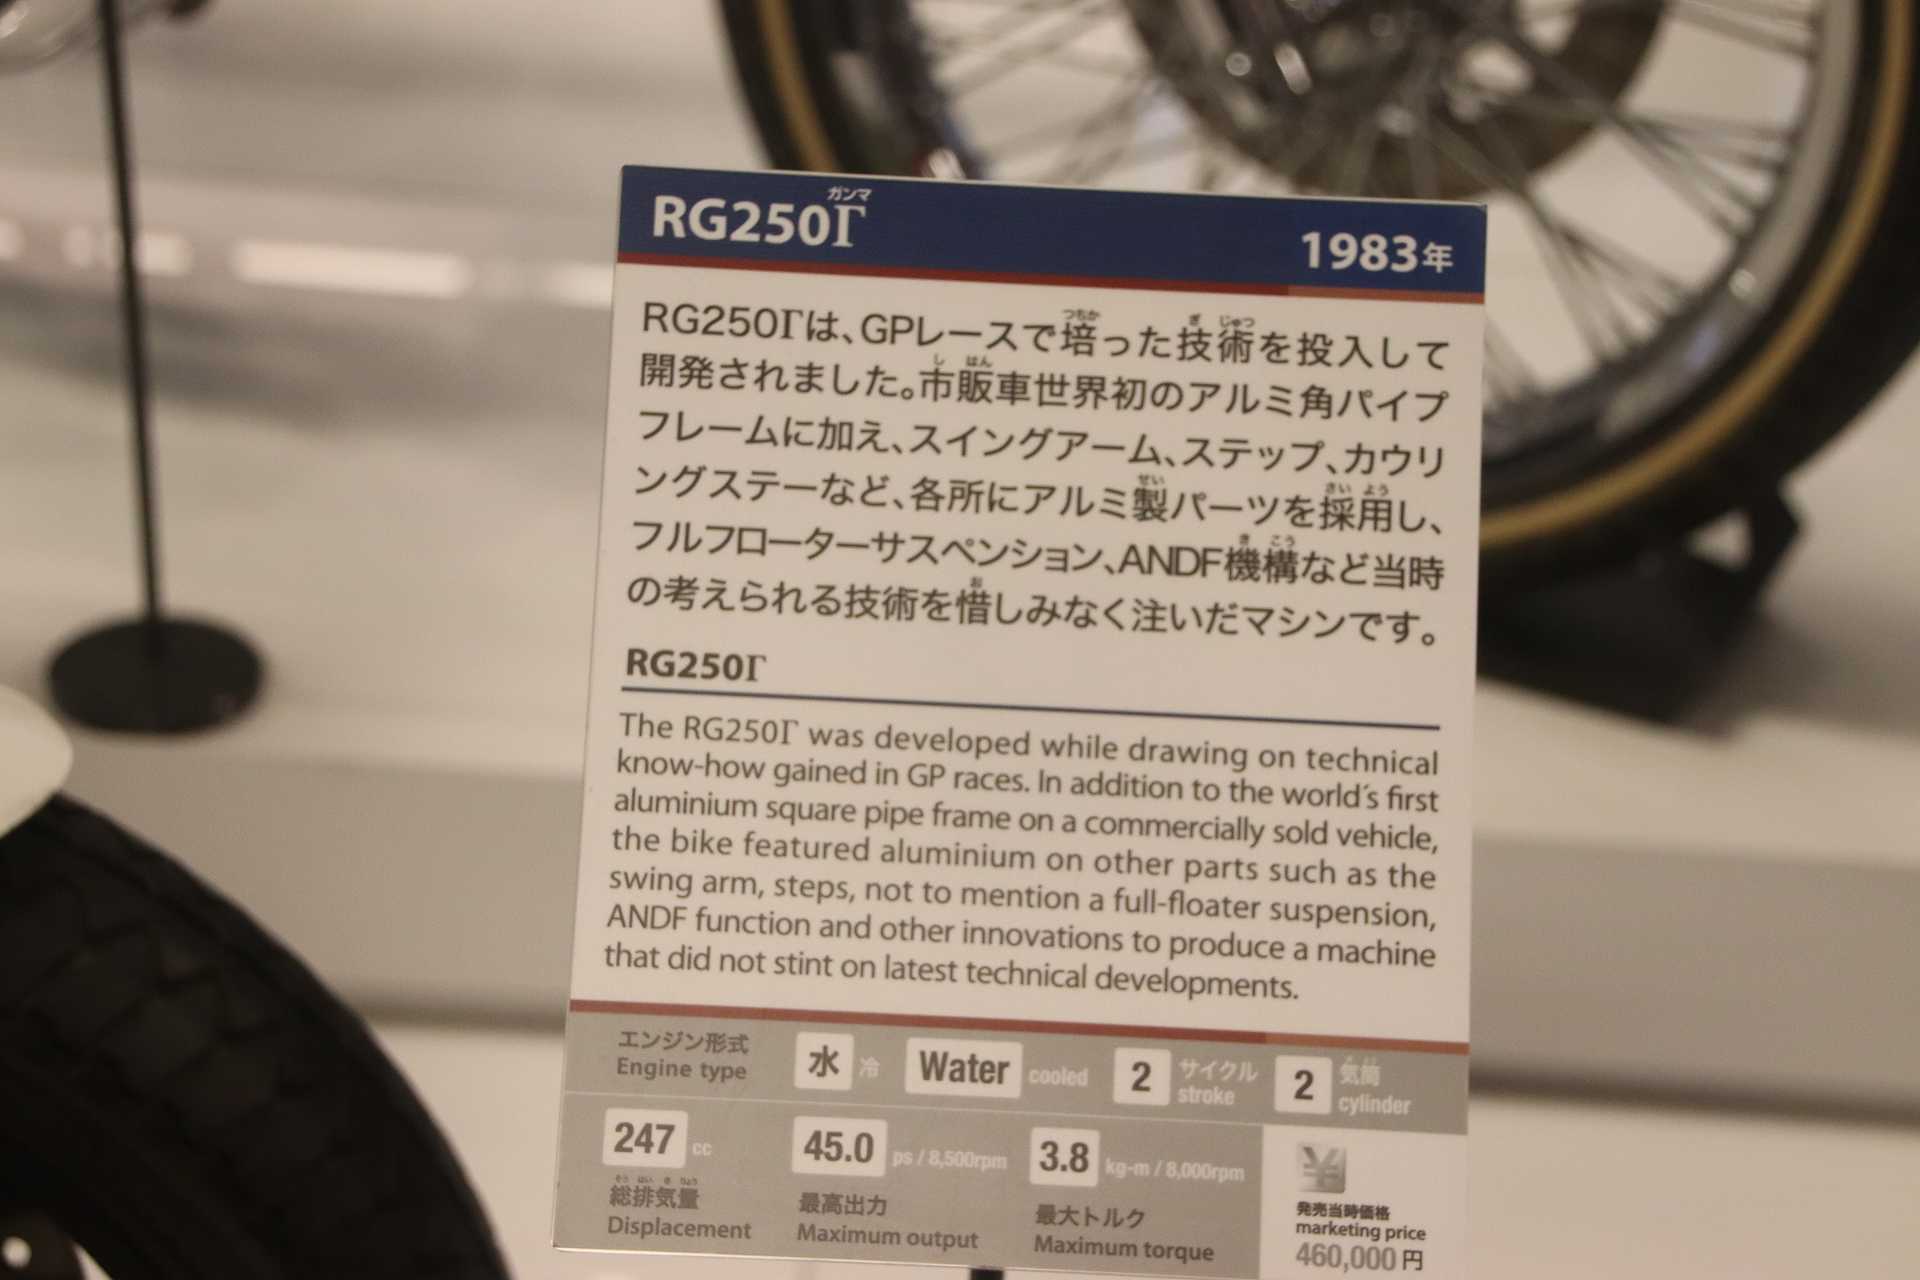 ガンマ
RG250Γ
1983年
RG250Γは、GPレースで培った技術を投入して
開発されました。市販車世界初のアルミ角パイプ
フレームに加え、スイングアーム、ステップ、カウリ
ングステーなど、各所にアルミ製パーツを採用し、
フルフローターサスペンション、ANDF機構など当時
の考えられる技術を惜しみなく注いだマシンです。
RG250Γ
The RG250Γ was developed while drawing on technical
know-how gained in GP races. In addition to the world´s first
aluminium square pipe frame on a commercially sold vehicle,
the bike featured aluminium on other parts such as the
swing arm, steps, not to mention a full-floater suspension,
ANDF function and other innovations to produce a machine
that did not stint on latest technical developments.
エンジン形式
Engine type
水 冷 Water cooled
2 サイクル
stroke
2 気筒
cylinder
247 cc
総排気量
Displacement
45.0 ps / 8,500rpm
最高出力
Maximum output
3.8 kg-m / 8,000rpm
最大トルク
Maximum torque
¥
発売当時価格
marketing price
460,000 円